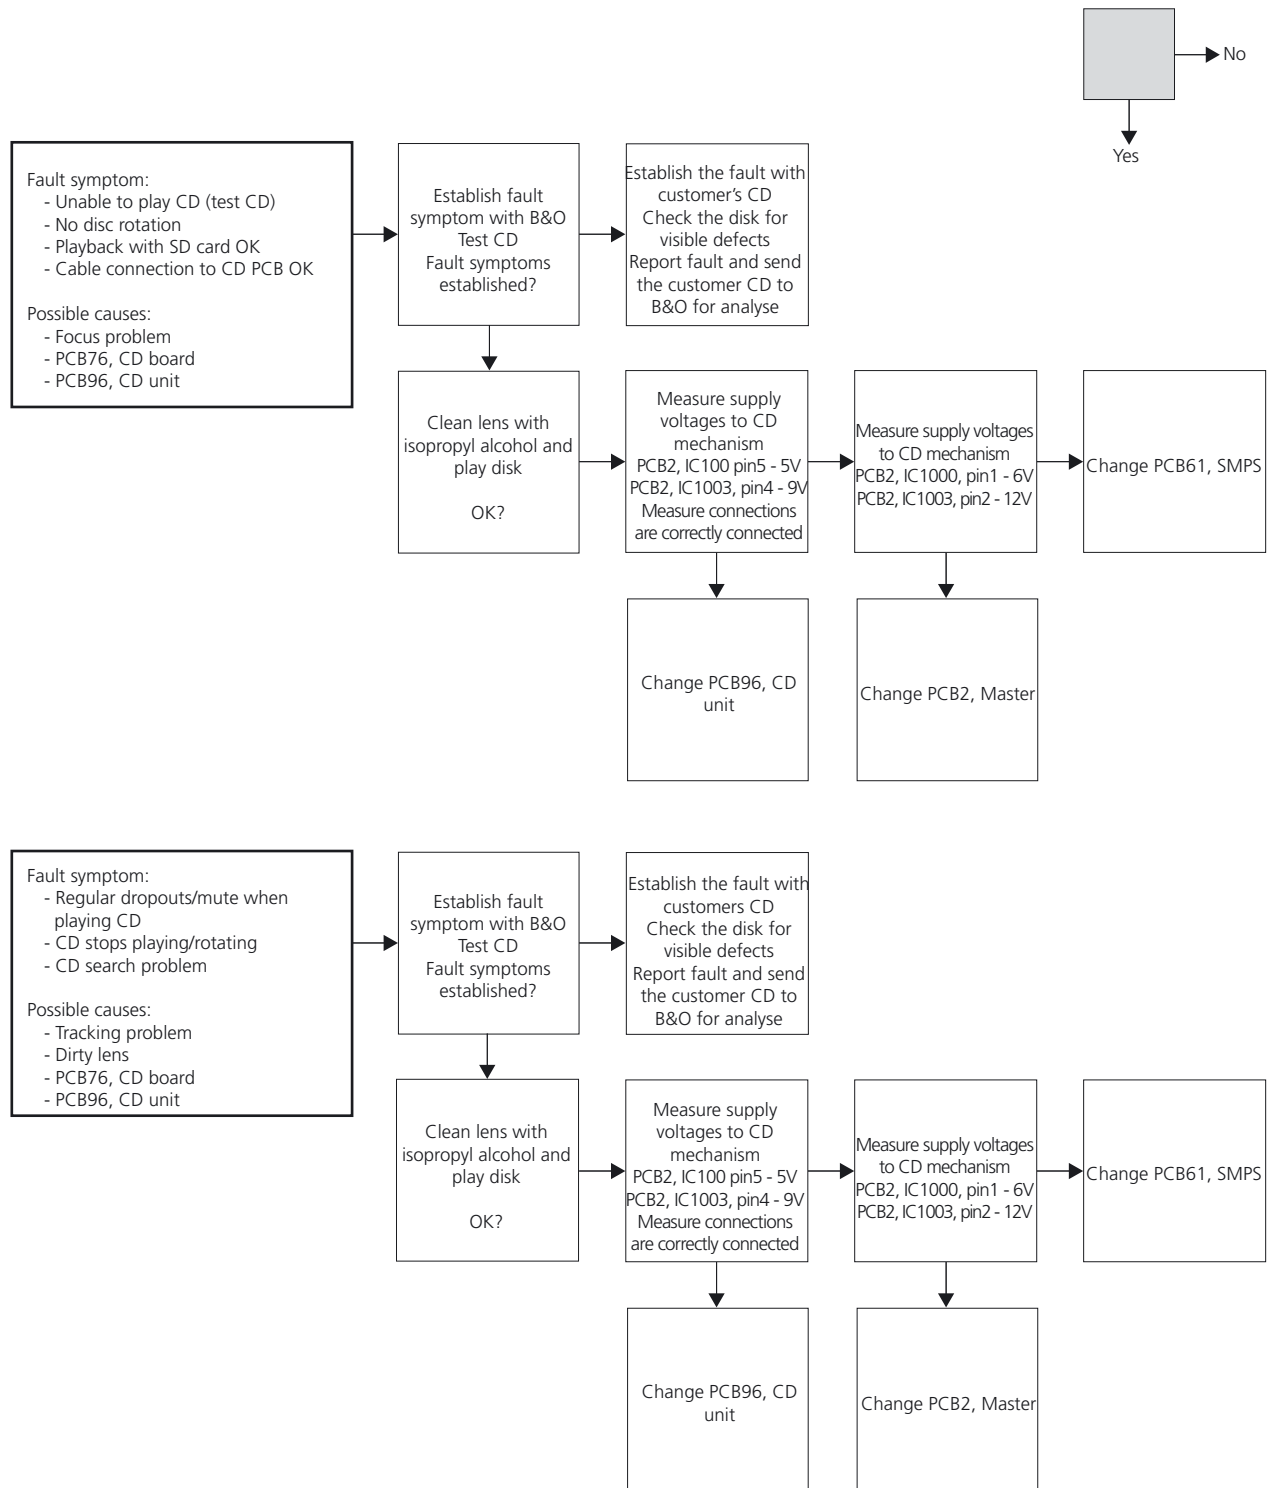 No
Yes
Fault symptom:
- Unable to play CD (test CD)
- No disc rotation
- Playback with SD card OK
- Cable connection to CD PCB OK
Possible causes:
- Focus problem
- PCB76, CD board
- PCB96, CD unit
Establish fault
symptom with B&O
Test CD
Fault symptoms
established?
Establish the fault with
customer's CD
Check the disk for
visible defects
Report fault and send
the customer CD to
B&O for analyse
Clean lens with
isopropyl alcohol and
play disk
OK?
Measure supply
voltages to CD
mechanism
PCB2, IC100 pin5 - 5V
PCB2, IC1003, pin4 - 9V
Measure connections
are correctly connected
Measure supply voltages
to CD mechanism
PCB2, IC1000, pin1 - 6V
PCB2, IC1003, pin2 - 12V
Change PCB61, SMPS
Change PCB96, CD
unit
Change PCB2, Master
Fault symptom:
- Regular dropouts/mute when
playing CD
- CD stops playing/rotating
- CD search problem
Possible causes:
- Tracking problem
- Dirty lens
- PCB76, CD board
- PCB96, CD unit
Establish fault
symptom with B&O
Test CD
Fault symptoms
established?
Establish the fault with
customers CD
Check the disk for
visible defects
Report fault and send
the customer CD to
B&O for analyse
Clean lens with
isopropyl alcohol and
play disk
OK?
Measure supply
voltages to CD
mechanism
PCB2, IC100 pin5 - 5V
PCB2, IC1003, pin4 - 9V
Measure connections
are correctly connected
Measure supply voltages
to CD mechanism
PCB2, IC1000, pin1 - 6V
PCB2, IC1003, pin2 - 12V
Change PCB61, SMPS
Change PCB96, CD
unit
Change PCB2, Master